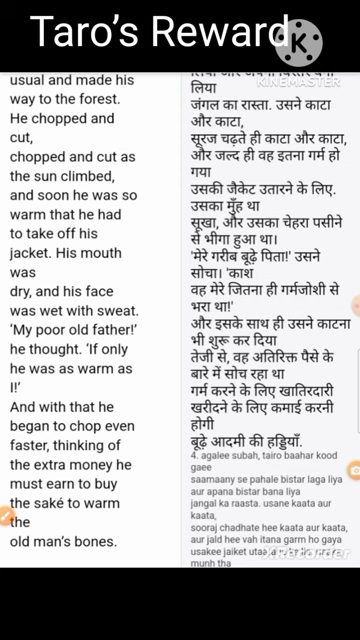 Taro's Reward
KINEMASTER
usual and made his
way to the forest.
He chopped and
cut,
chopped and cut as
the sun climbed,
and soon he was so
warm that he had
to take off his
jacket. His mouth
was
dry, and his face
was wet with sweat.
‘My poor old father!’
he thought. ‘If only
he was as warm as
I!’
And with that he
began to chop even
faster, thinking of
the extra money he
must earn to buy
the saké to warm
the
old man’s bones.
लिया
जंगल का रास्ता. उसने काटा
और काटा,
सूरज चढ़ते ही काटा और काटा,
और जल्द ही वह इतना गर्म हो
गया
उसकी जैकेट उतारने के लिए.
उसका मुँह था
सूखा, और उसका चेहरा पसीने
से भीगा हुआ था।
'मेरे गरीब बूढ़े पिता!' उसने
सोचा। 'काश
वह मेरे जितना ही गर्मजोशी से
भरा था!'
और इसके साथ ही उसने काटना
भी शुरू कर दिया
तेजी से, वह अतिरिक्त पैसे के
बारे में सोच रहा था
गर्म करने के लिए खातिरदारी
खरीदने के लिए कमाई करनी
होगी
बूढ़े आदमी की हड्डियाँ.
4. agalee subah, tairo baahar kood
gaee
saamaany se pahale bistar laga liya
aur apana bistar bana liya
jangal ka raasta. usane kaata aur
kaata,
sooraj chadhate hee kaata aur kaata,
aur jald hee vah itana garm ho gaya
usakee jaiket
munh tha
XRecorder